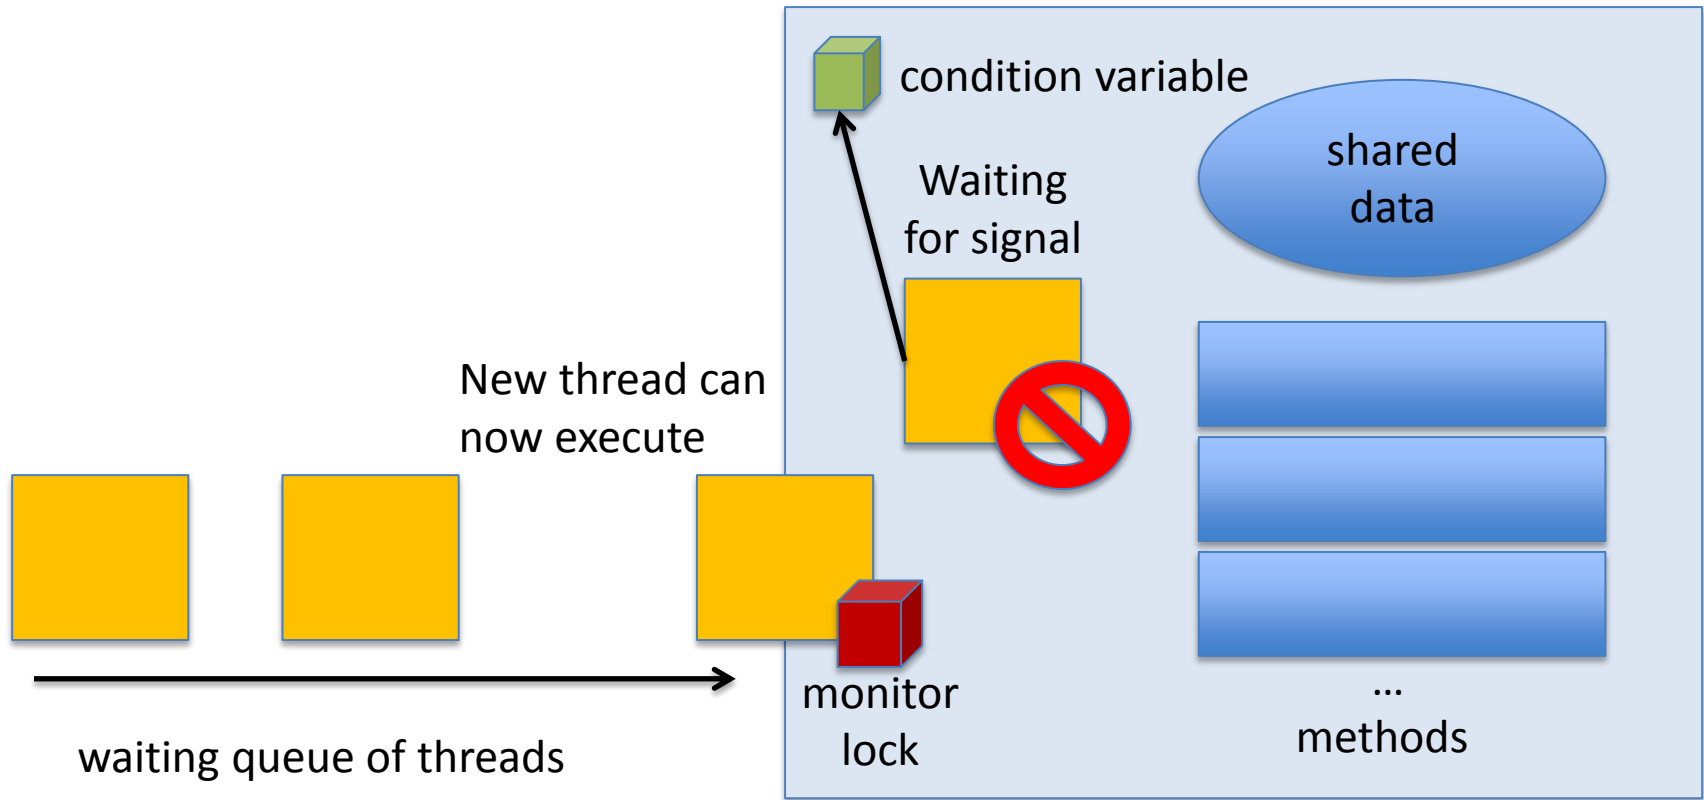 condition variable
shared
data
Waiting
for signal
New thread can
now execute
monitor
lock
...
methods
waiting queue of threads